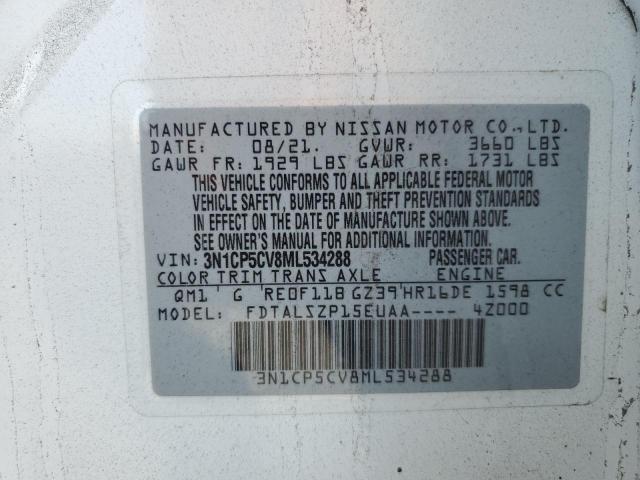 MANUFACTURED BY NISSAN MOTOR CO., LTD.
DATE: 08/21. GVWR: 3660 LBS
GAWR FR: 1929 LBS GAWR RR: 1731 LBS
THIS VEHICLE CONFORMS TO ALL APPLICABLE FEDERAL MOTOR
VEHICLE SAFETY, BUMPER AND THEFT PREVENTION STANDARDS
IN EFFECT ON THE DATE OF MANUFACTURE SHOWN ABOVE.
SEE OWNER'S MANUAL FOR ADDITIONAL INFORMATION.
VIN: 3N1CP5CV8ML534288 PASSENGER CAR.
COLOR TRIM TRANS AXLE ENGINE
QM1 G RE0F11B GZ39 HR16DE 1598 CC
MODEL: FDTALSZP15EUAA---- 4Z000
3N1CP5CV8ML534288